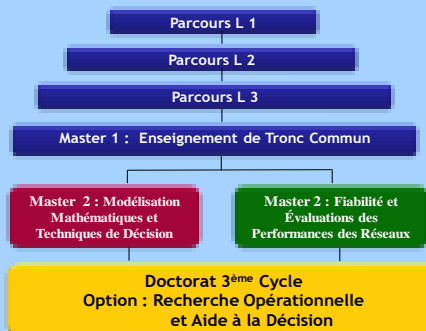 Parcours L 1
Parcours L 2
Parcours L 3
Master 1 : Enseignement de Tronc Commun
Master 2 : Modélisation
Mathématiques et
Techniques de Décision
Master 2 : Fiabilité et
Évaluations des
Performances des Réseaux
Doctorat 3ème Cycle
Option : Recherche Opérationnelle
et Aide à la Décision